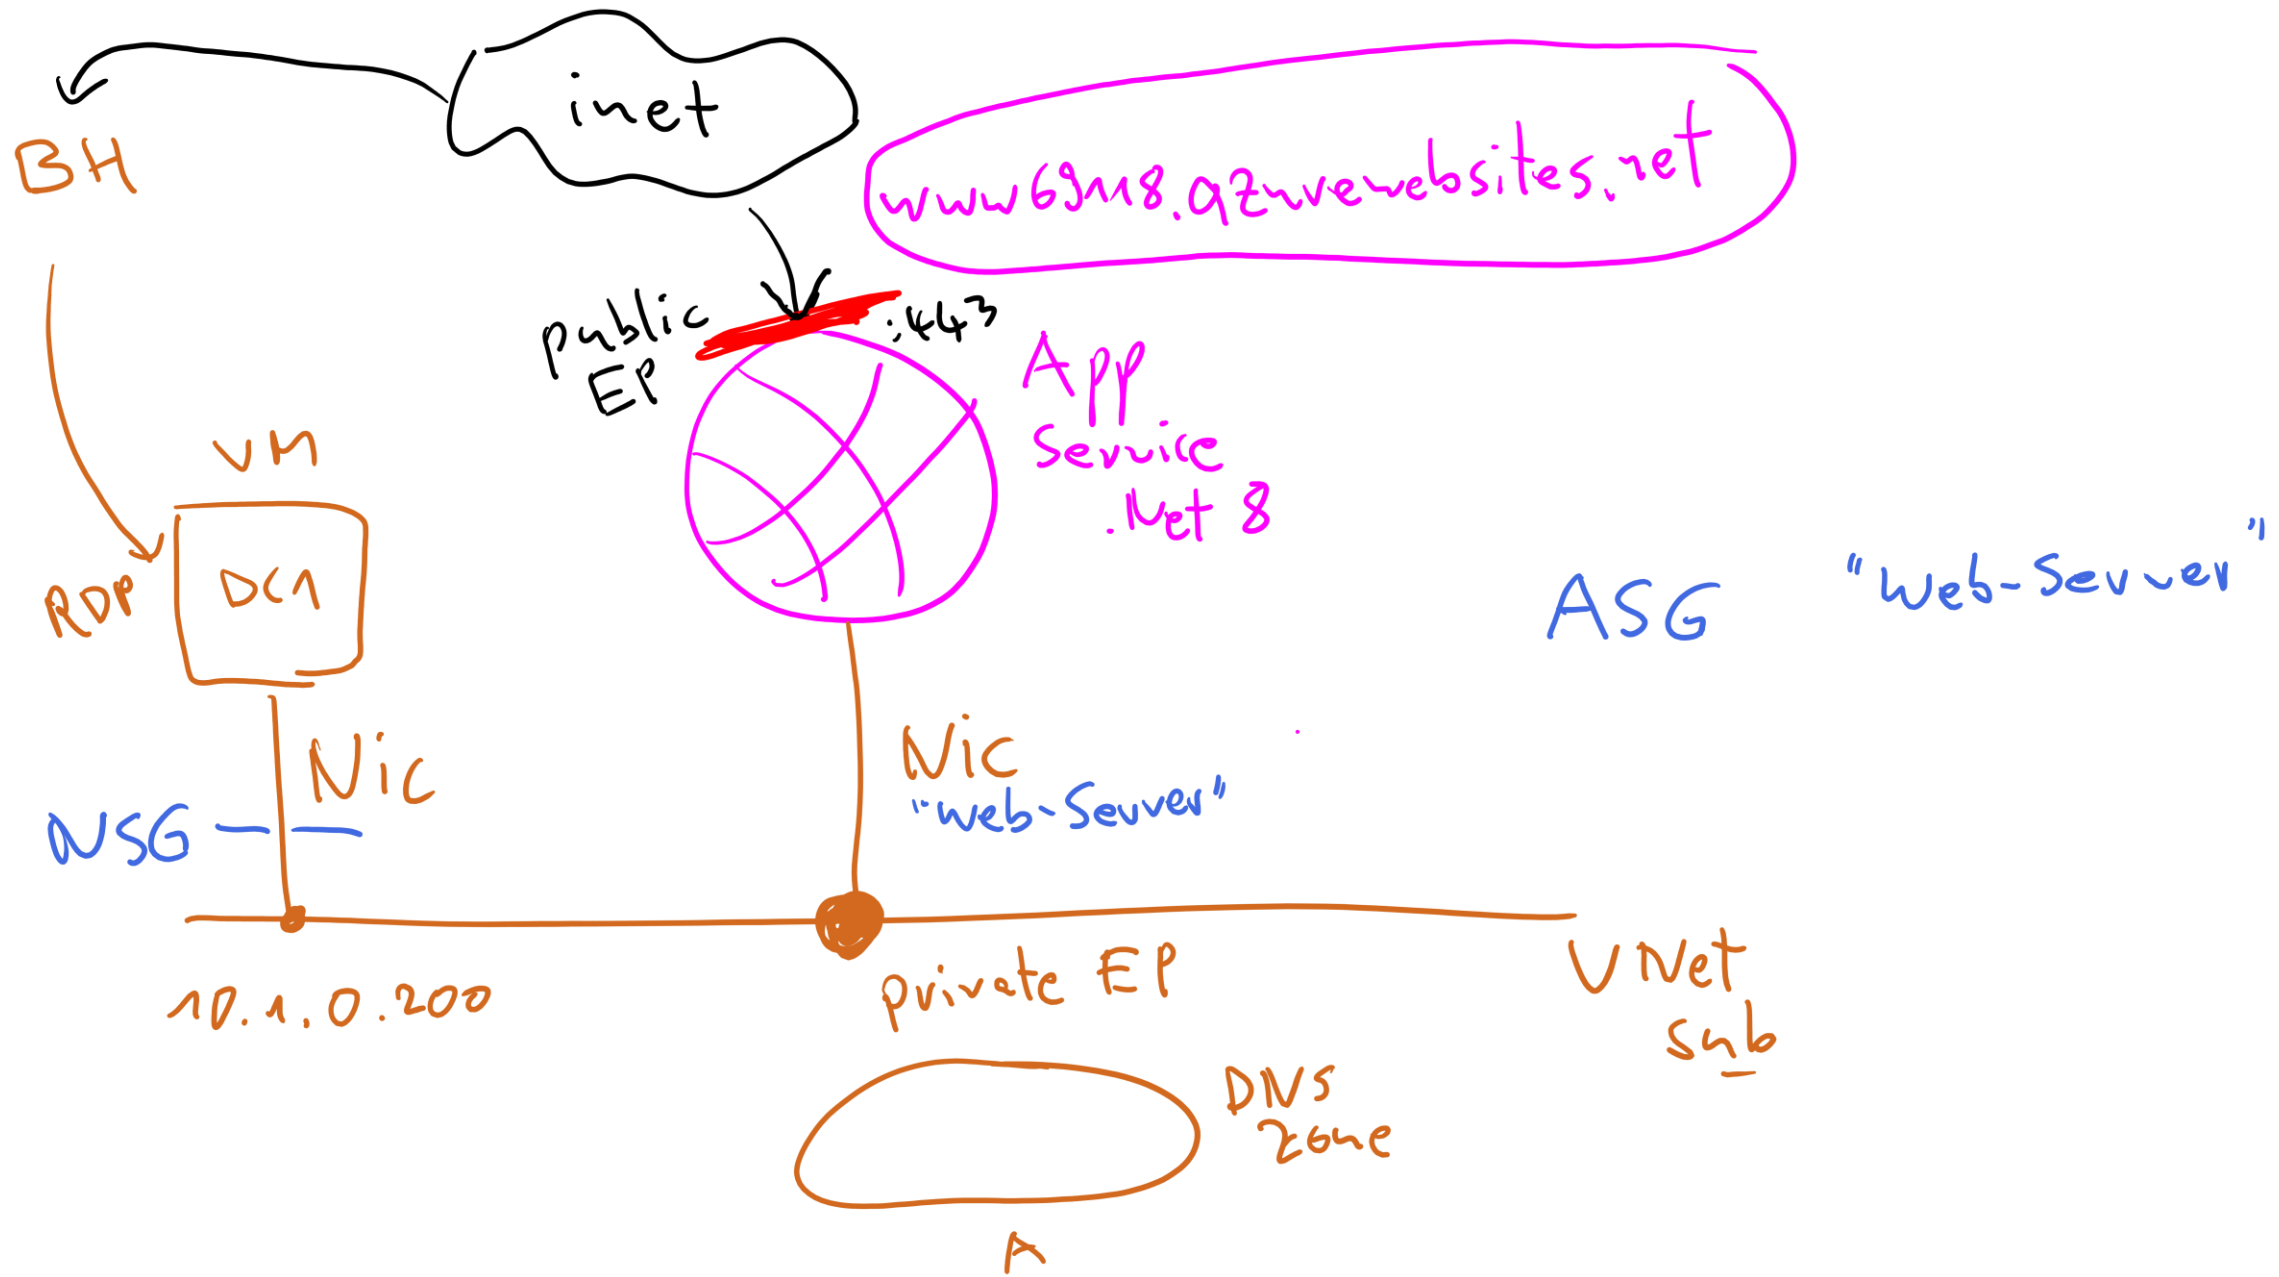 inet
BH
www69118.azurewebsites.net
public
EP
:443
App
Service
.Net 8
VM
DC1
RDP
ASG
"Web-Server"
Nic
NSG
Nic
"Web-Server"
10.1.0.200
private EP
VNet
sub
DNS
Zone
A